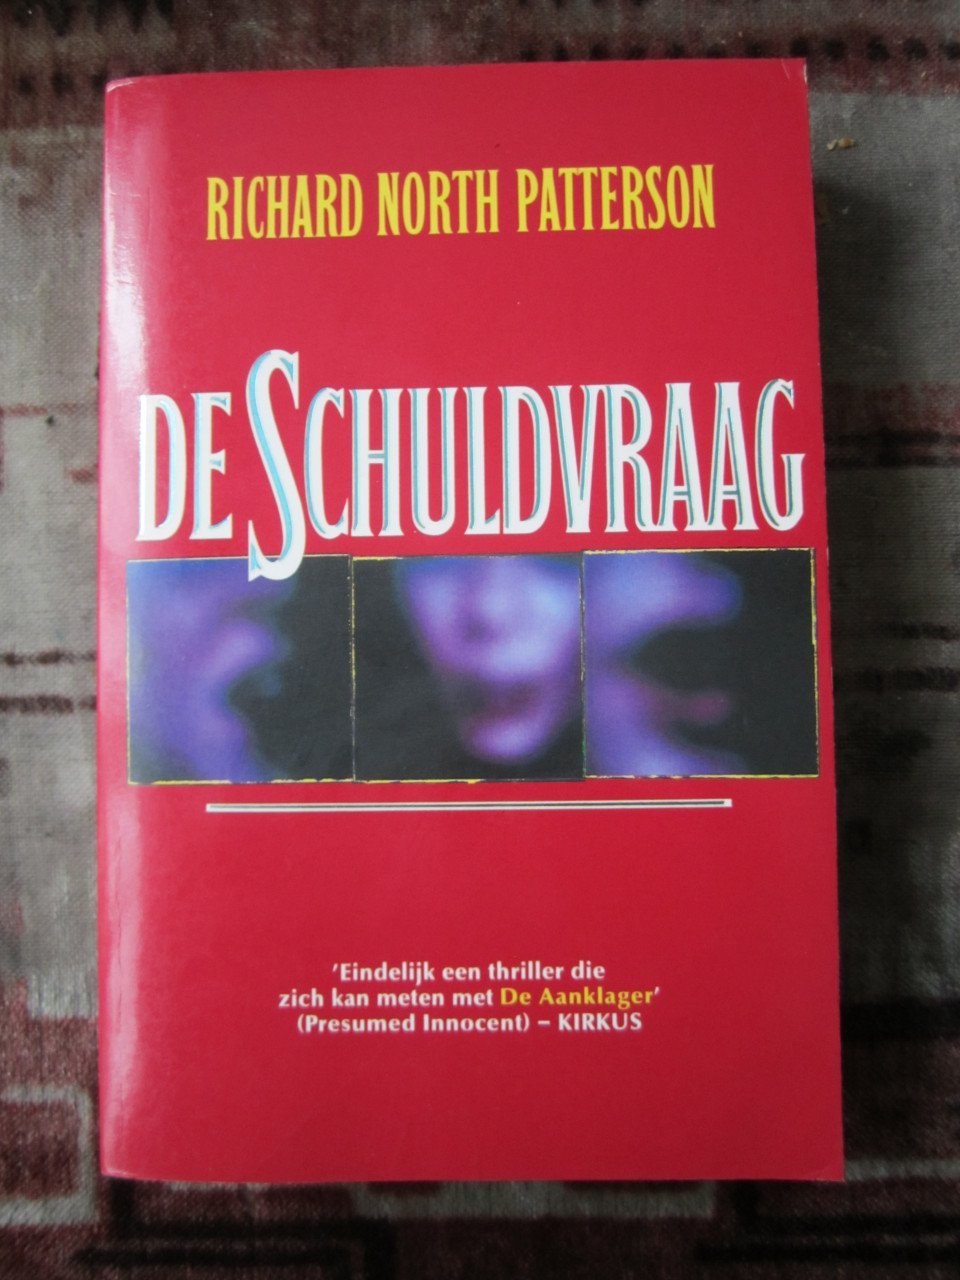 RICHARD NORTH PATTERSON
DE SCHULDVRAAG
'Eindelijk een thriller die
zich kan meten met De Aanklager'
(Presumed Innocent) – KIRKUS